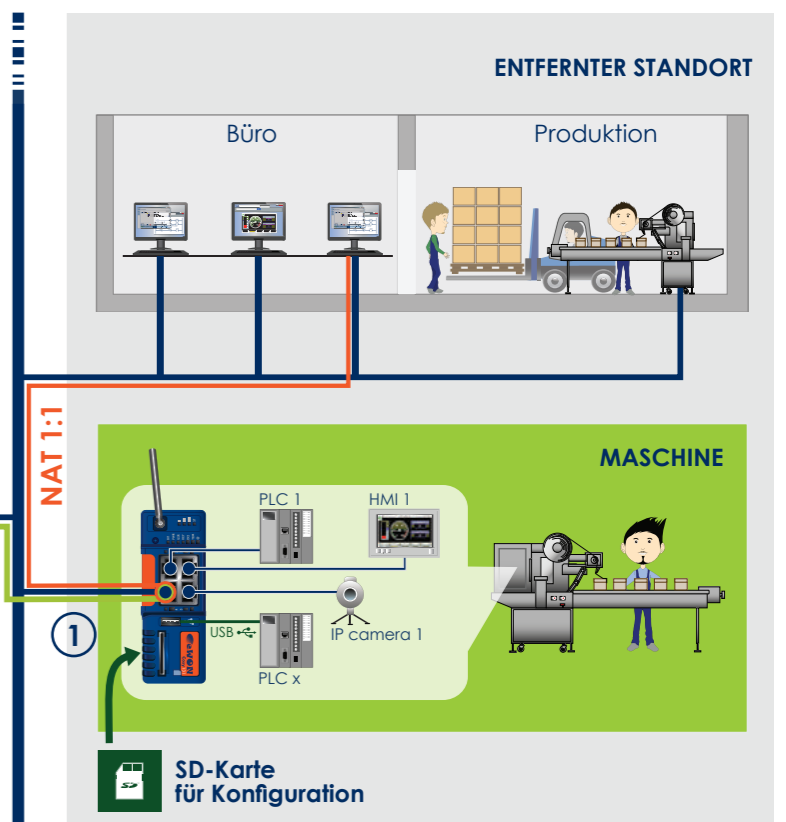 ENTFERNTER STANDORT
Büro
Produktion
NAT 1:1
MASCHINE
PLC 1
HMI 1
IP camera 1
USB
PLC x
1
eWON
SD-Karte
für Konfiguration